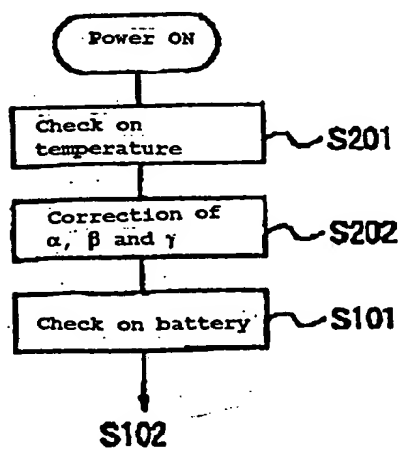 Power ON
Check on
temperature
S201
Correction of
α, β and γ
S202
Check on battery
S101
S102